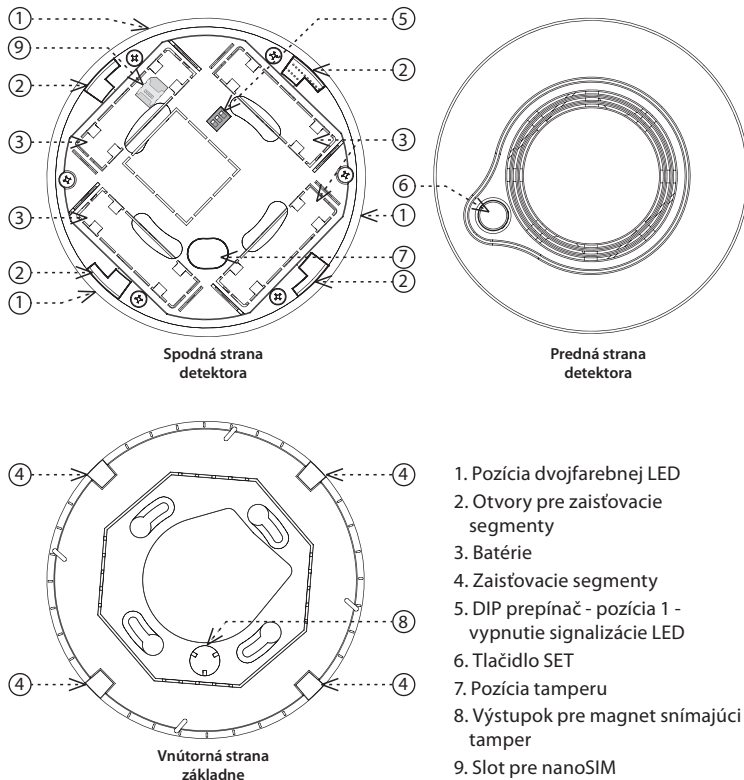 1
9
2
3
3
2
1
5
2
3
1
7
2
Spodná strana
detektora
6
Predná strana
detektora
4
4
4
8
4
Vnútorná strana
základne
1. Pozícia dvojfarebnej LED
2. Otvory pre zaisťovacie
segmenty
3. Batérie
4. Zaisťovacie segmenty
5. DIP prepínač - pozícia 1 -
vypnutie signalizácie LED
6. Tlačidlo SET
7. Pozícia tamperu
8. Výstupok pre magnet snímajúci
tamper
9. Slot pre nanoSIM